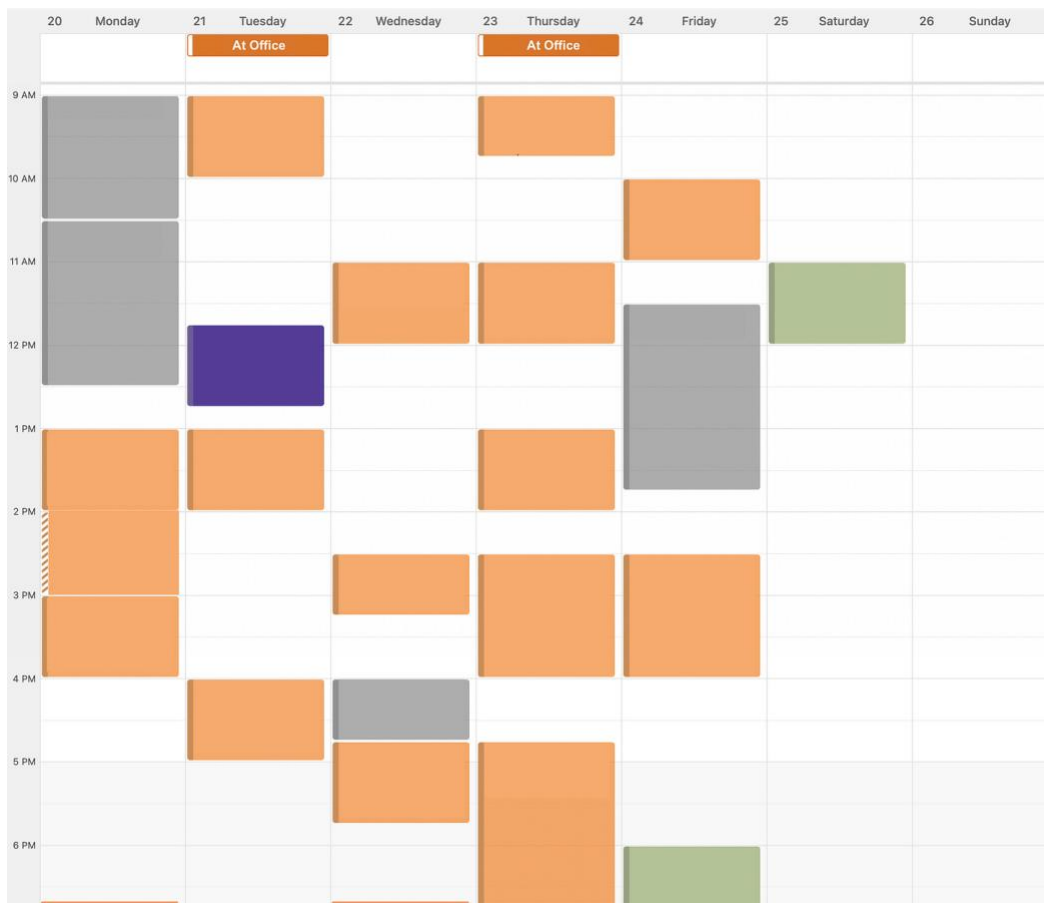 20 Monday 21 Tuesday 22 Wednesday 23 Thursday 24 Friday 25 Saturday 26 Sunday
At Office At Office
9 AM
10 AM
11 AM
12 PM
1 PM
2 PM
3 PM
4 PM
5 PM
6 PM